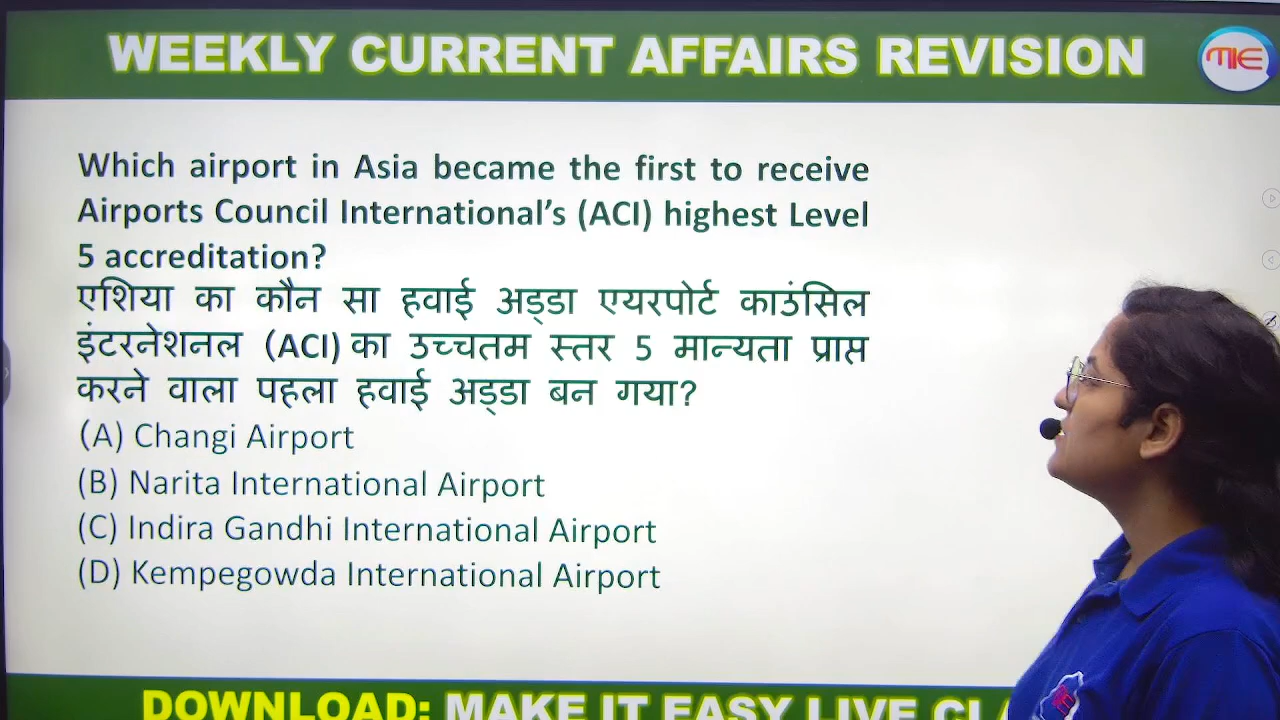 WEEKLY CURRENT AFFAIRS REVISION
MIE
Which airport in Asia became the first to receive
Airports Council International’s (ACI) highest Level
5 accreditation?
एशिया का कौन सा हवाई अड्डा एयरपोर्ट काउंसिल
इंटरनेशनल (ACI) का उच्चतम स्तर 5 मान्यता प्राप्त
करने वाला पहला हवाई अड्डा बन गया?
(A) Changi Airport
(B) Narita International Airport
(C) Indira Gandhi International Airport
(D) Kempegowda International Airport
DOWNLOAD: MAKE IT EASY LIVE